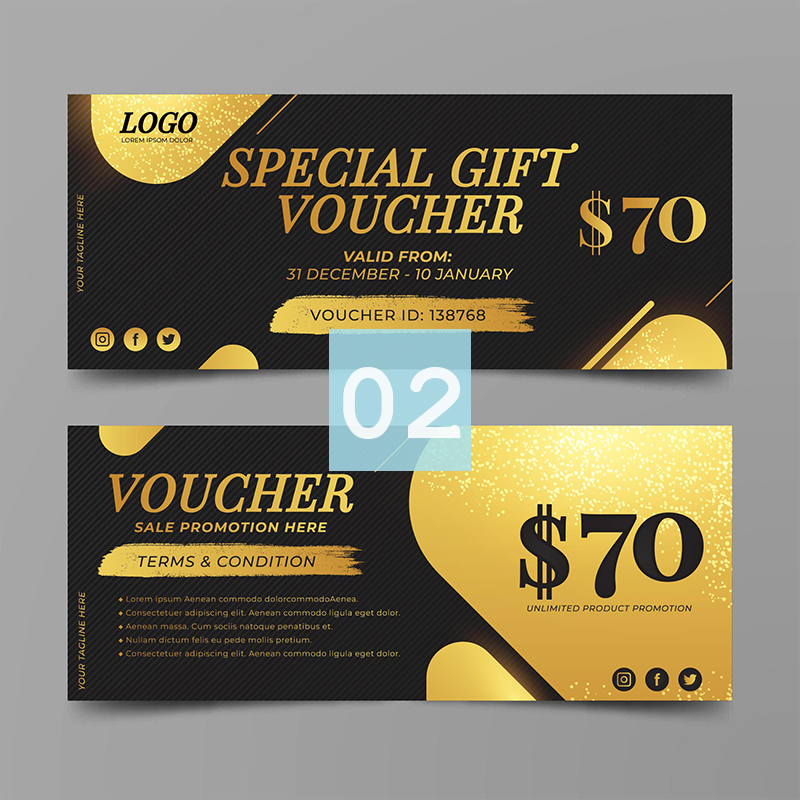 LOGO
LOREM IPSOM DOLOR
SPECIAL GIFT
VOUCHER
$70
VALID FROM:
31 DECEMBER - 10 JANUARY
VOUCHER ID: 138768
YOUR TAGLINE HERE
02
VOUCHER
SALE PROMOTION HERE
TERMS & CONDITION
Lorem ipsum Aenean commodo dolorcommodoAenea.
Consectetuer adipiscing elit. Aenean commodo ligula eget dolor.
Aenean massa. Cum sociis natoque penatibus et.
Nullam dictum felis eu pede mollis pretium.
Consectetuer adipiscing elit. Aenean commodo ligula eget dolor.
YOUR TAGLINE HERE
$70
UNLIMITED PRODUCT PROMOTION